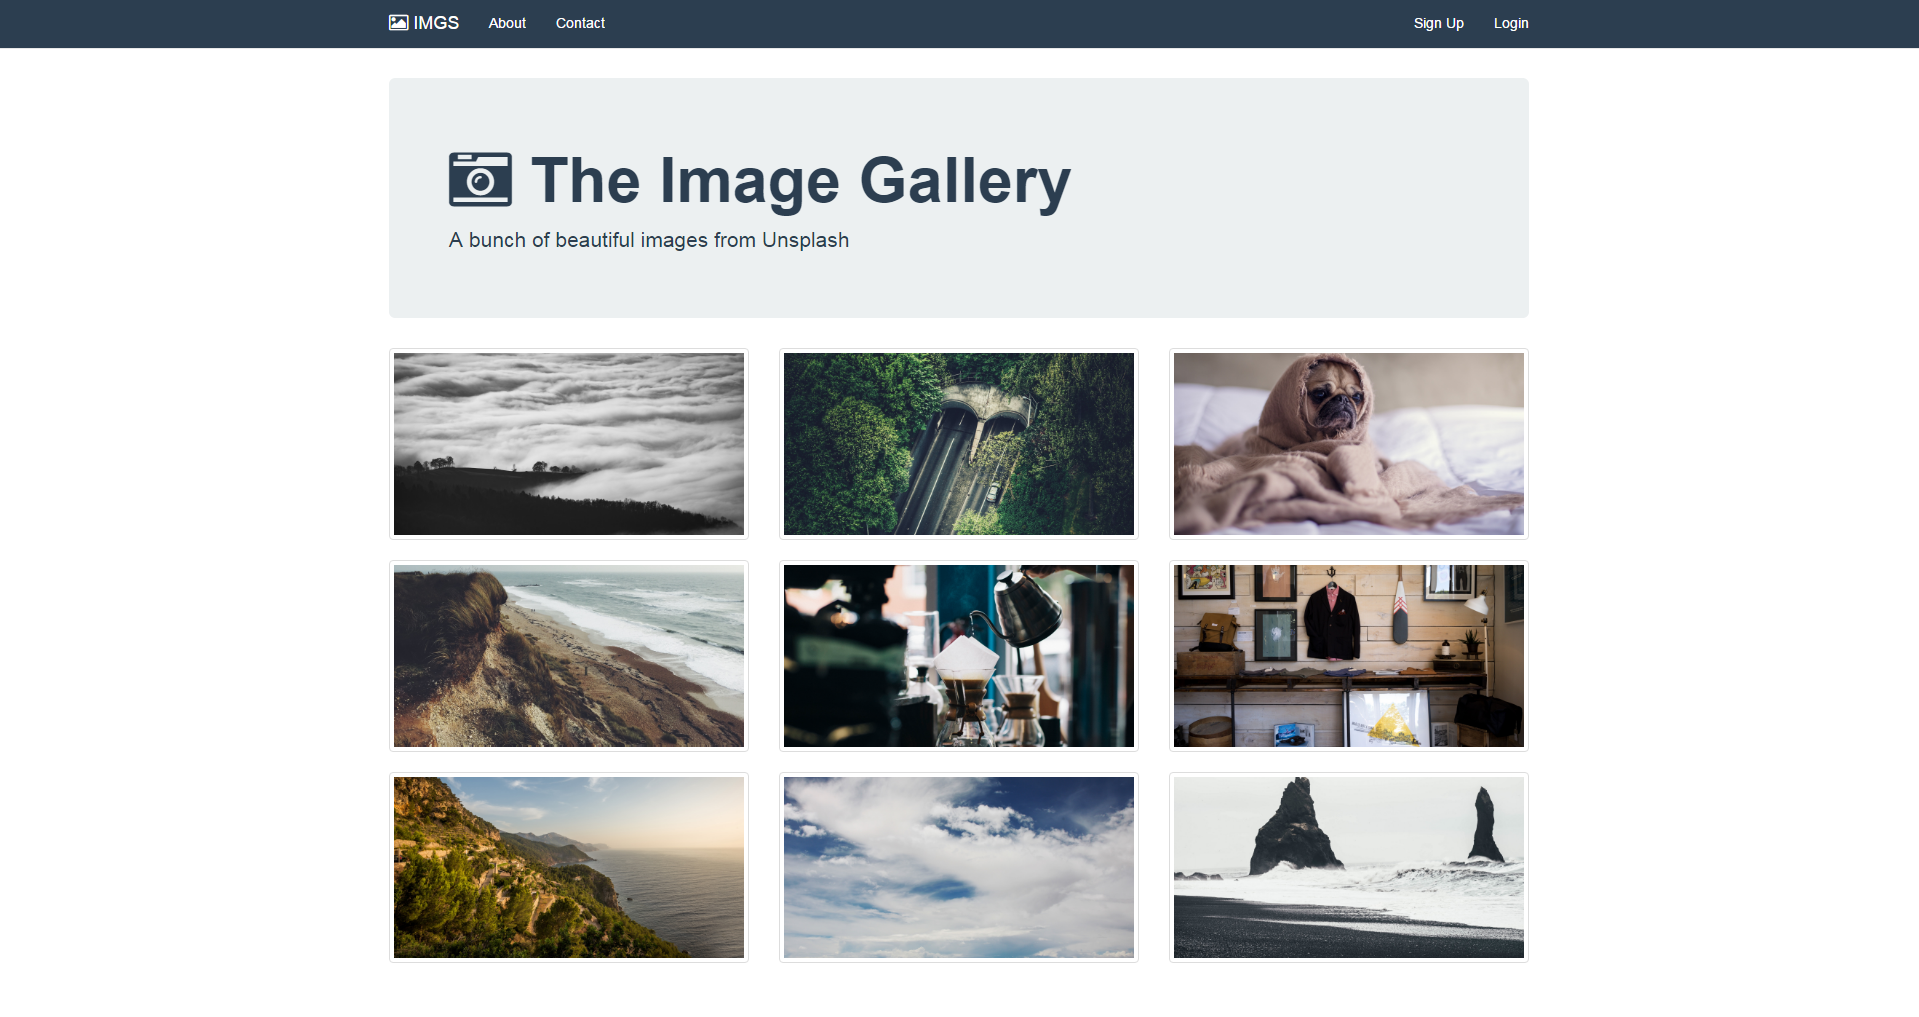 IMGS About Contact Sign Up Login
The Image Gallery
A bunch of beautiful images from Unsplash